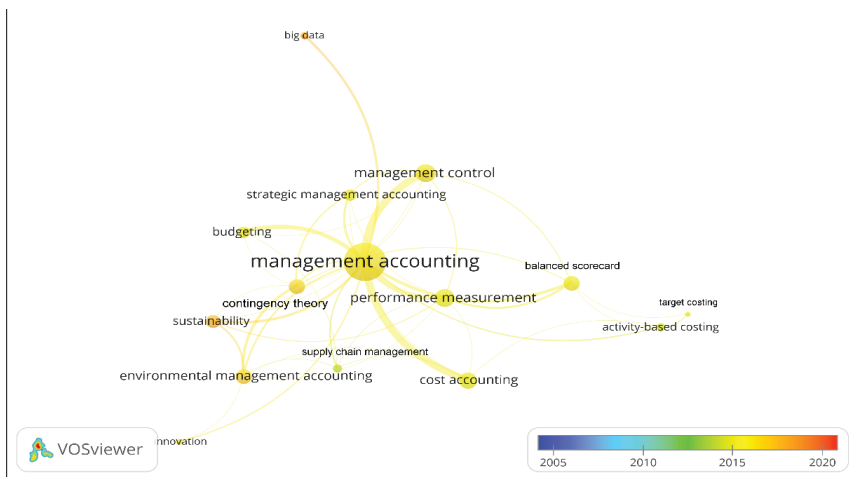 big data
management control
strategic management accounting
budgeting
management accounting
balanced scorecard
contingency theory
performance measurement
target costing
sustainability
activity-based costing
supply chain management
environmental management accounting
cost accounting
nnovation
VOSviewer
2005 2010 2015 2020